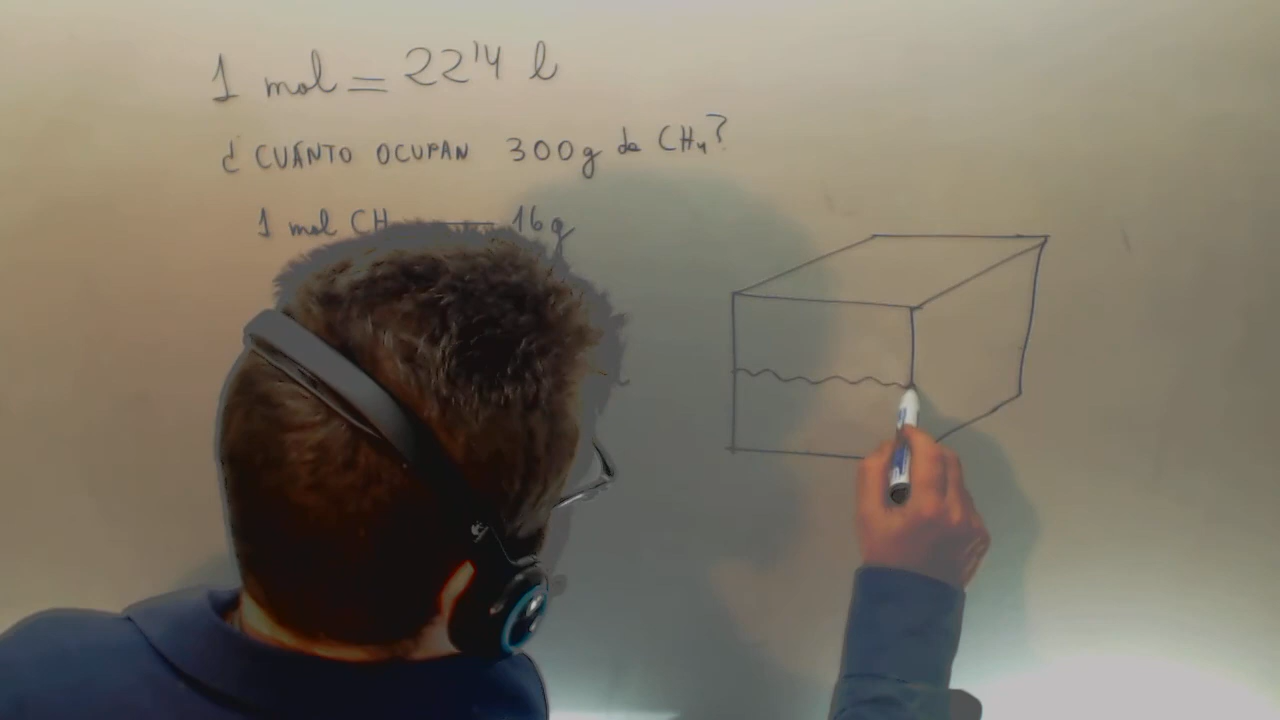 1 mol = 22'4 l
¿CUÁNTO OCUPAN 300g de CH₄?
1 mol CH 16g